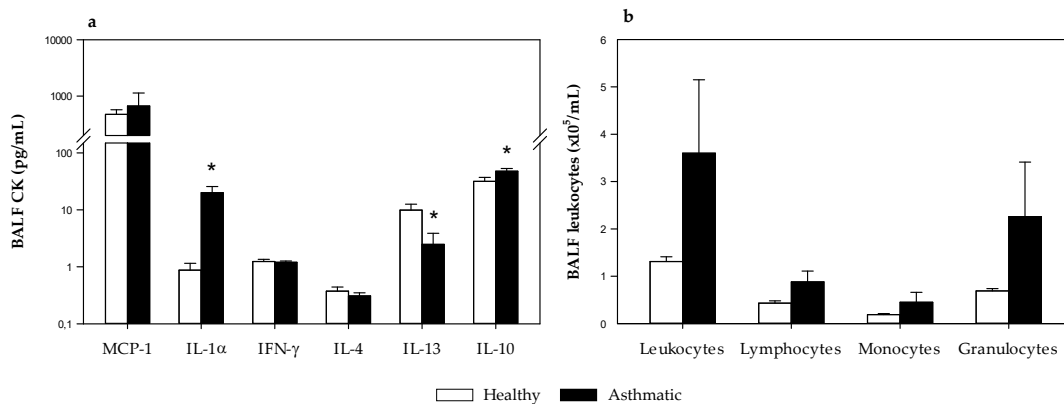 a
BALF CK (pg/mL)
10000
1000
100
10
1
0,1
*
*
*
MCP-1 IL-1α IFN-γ IL-4 IL-13 IL-10
b
BALF leukocytes (x10⁵/mL)
6
5
4
3
2
1
0
Leukocytes Lymphocytes Monocytes Granulocytes
Healthy Asthmatic